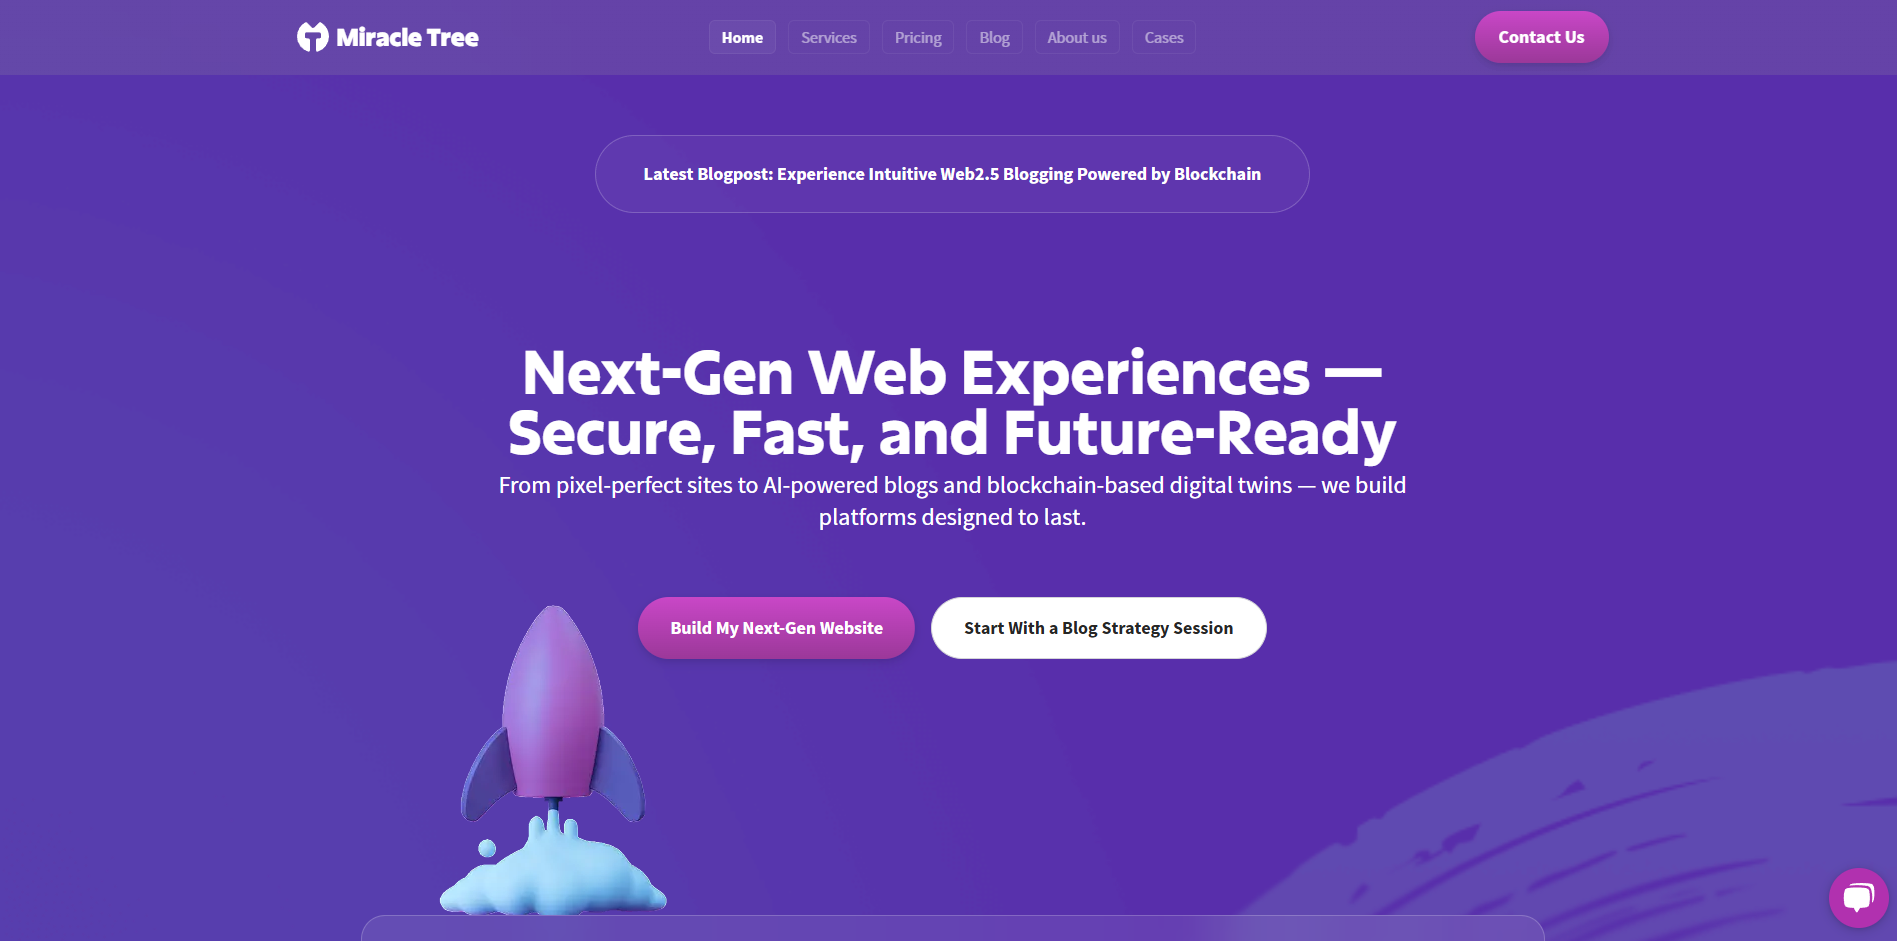 Miracle Tree
Home
Services
Pricing
Blog
About us
Cases
Contact Us
Latest Blogpost: Experience Intuitive Web2.5 Blogging Powered by Blockchain
Next-Gen Web Experiences —
Secure, Fast, and Future-Ready
From pixel-perfect sites to AI-powered blogs and blockchain-based digital twins — we build
platforms designed to last.
Build My Next-Gen Website
Start With a Blog Strategy Session